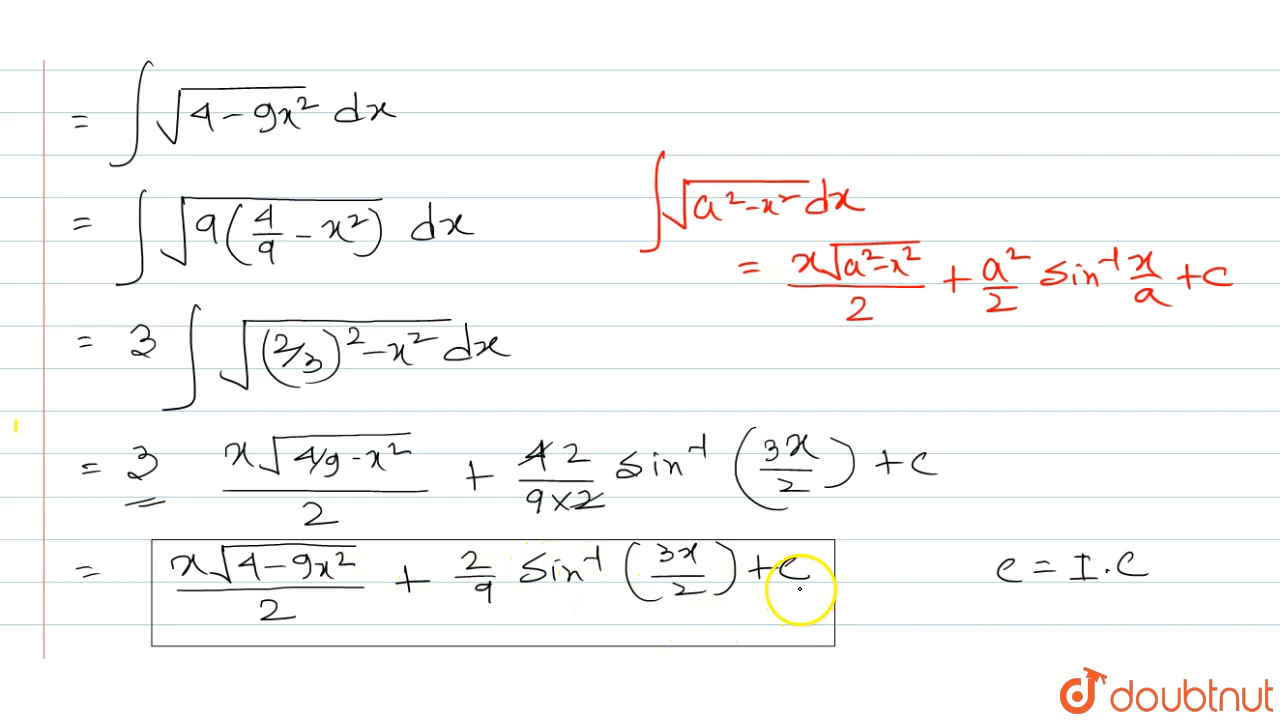 = ∫ √(4 - 9x²) dx
= ∫ √(9(4/9 - x²)) dx
∫ √(a² - x²) dx
= x√(a² - x²)/2 + a²/2 sin⁻¹ x/a + c
= 3 ∫ √((2/3)² - x²) dx
= 3 x√(4/9 - x²)/2 + 4̸ 2/(9 × 2̸) sin⁻¹ (3x/2) + c
= x√(4 - 9x²)/2 + 2/9 sin⁻¹ (3x/2) + c
c = I.C
doubtnut